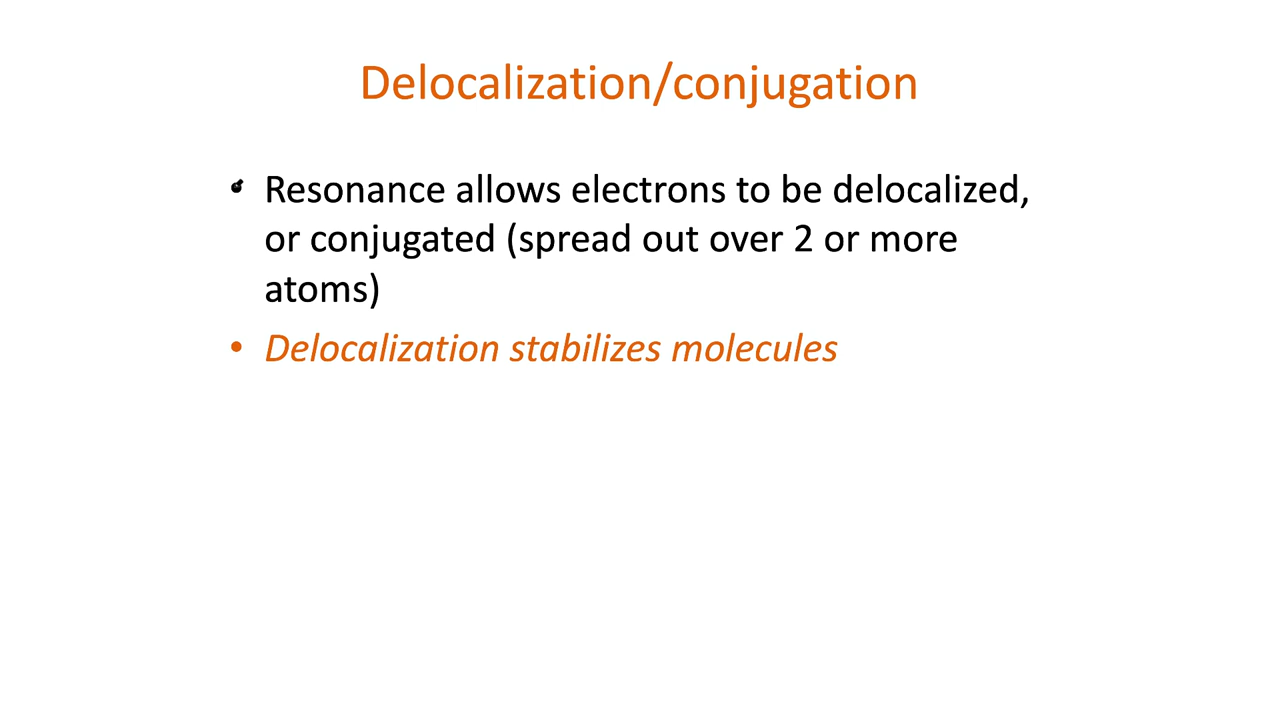 Delocalization/conjugation
• Resonance allows electrons to be delocalized,
or conjugated (spread out over 2 or more
atoms)
• Delocalization stabilizes molecules